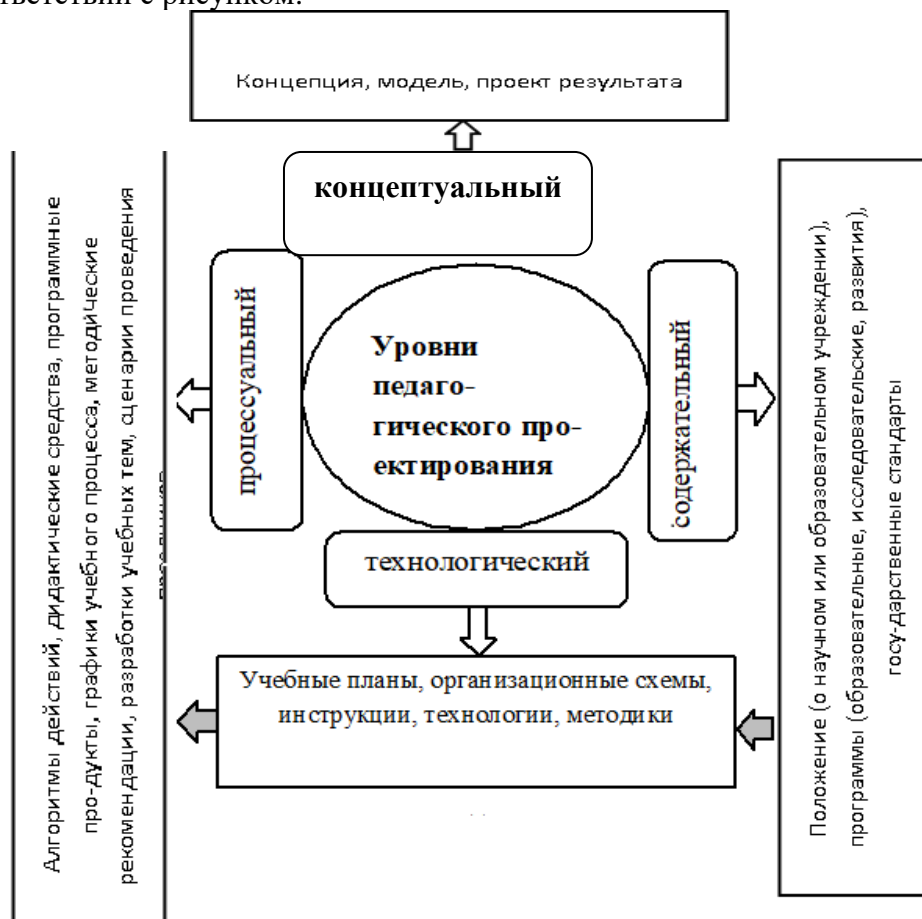 тветствии с рисунком.
Концепция, модель, проект результата
концептуальный
процессуальный
Уровни
педаго-
гического про-
ектирования
содержательный
технологический
Учебные планы, организационные схемы,
инструкции, технологии, методики
Алгоритмы действий, дидактические средства, программные
про-дукты, графики учебного процесса, методические
рекомендации, разработки учебных тем, сценарии проведения
Положение (о научном или образовательном учреждении),
программы (образовательные, исследовательские, развития),
госу-дарственные стандарты